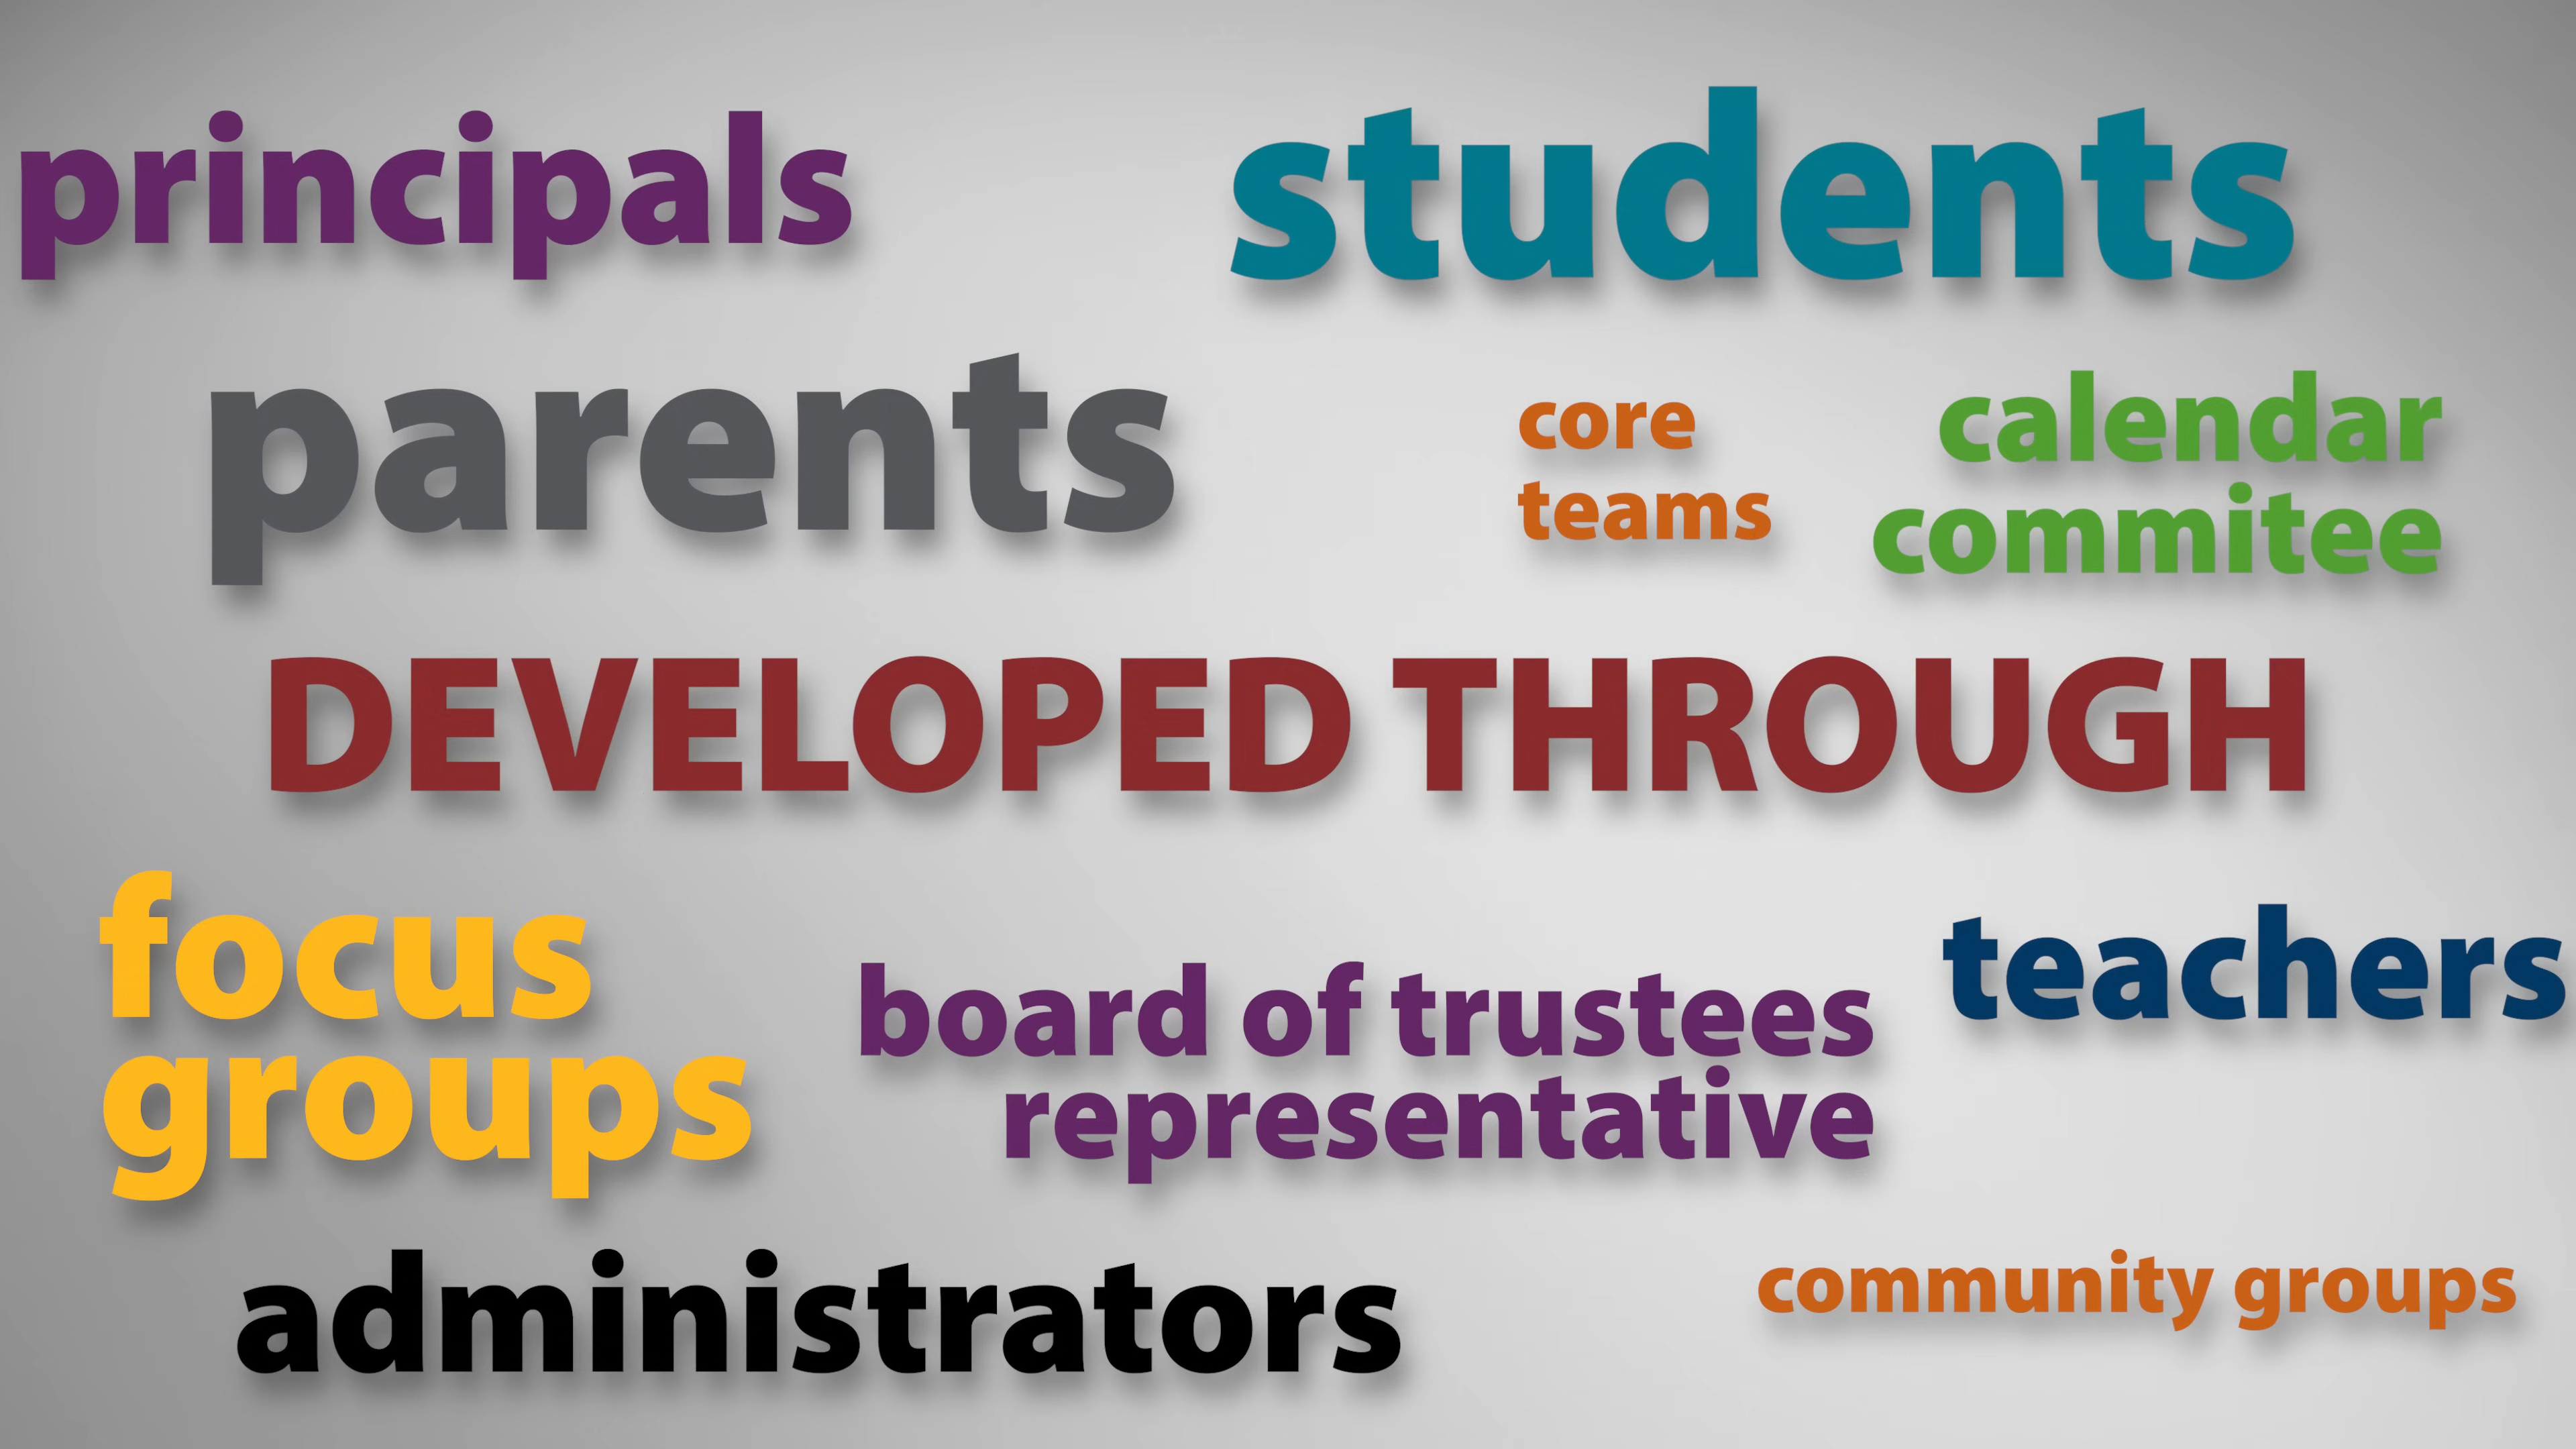 principals
students
parents
core
teams
calendar
commitee
DEVELOPED THROUGH
focus
groups
board of trustees
representative
teachers
administrators
community groups